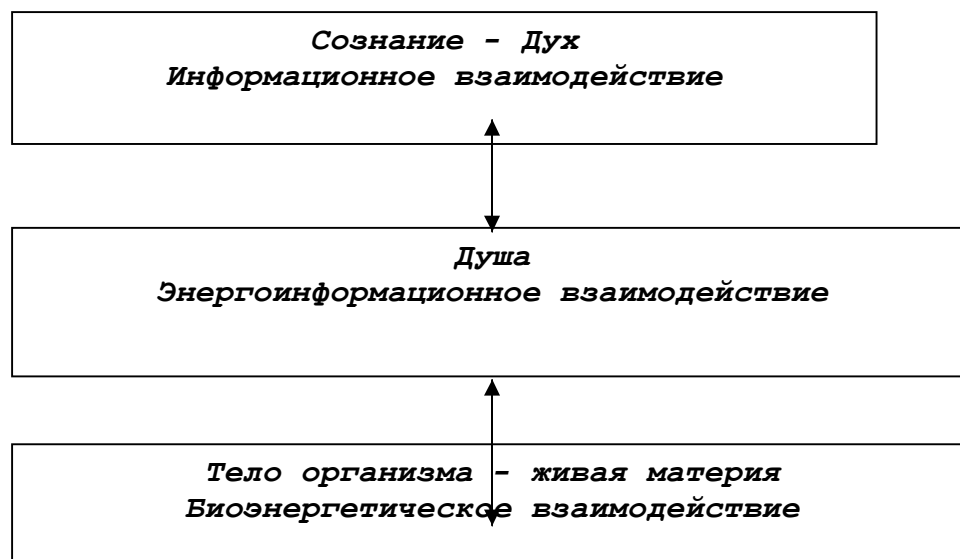 Сознание - Дух
Информационное взаимодействие
Душа
Энергоинформационное взаимодействие
Тело организма - живая материя
Биоэнергетическое взаимодействие